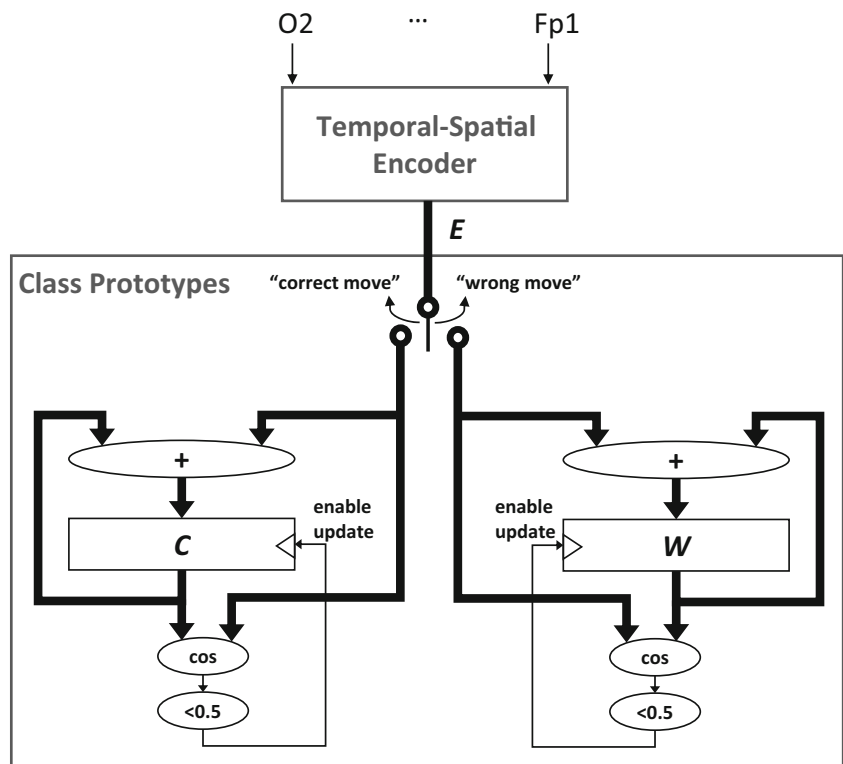 O2 ... Fp1
Temporal-Spatial
Encoder
E
Class Prototypes
“correct move”
“wrong move”
+
+
enable
update
enable
update
C
W
cos
cos
<0.5
<0.5